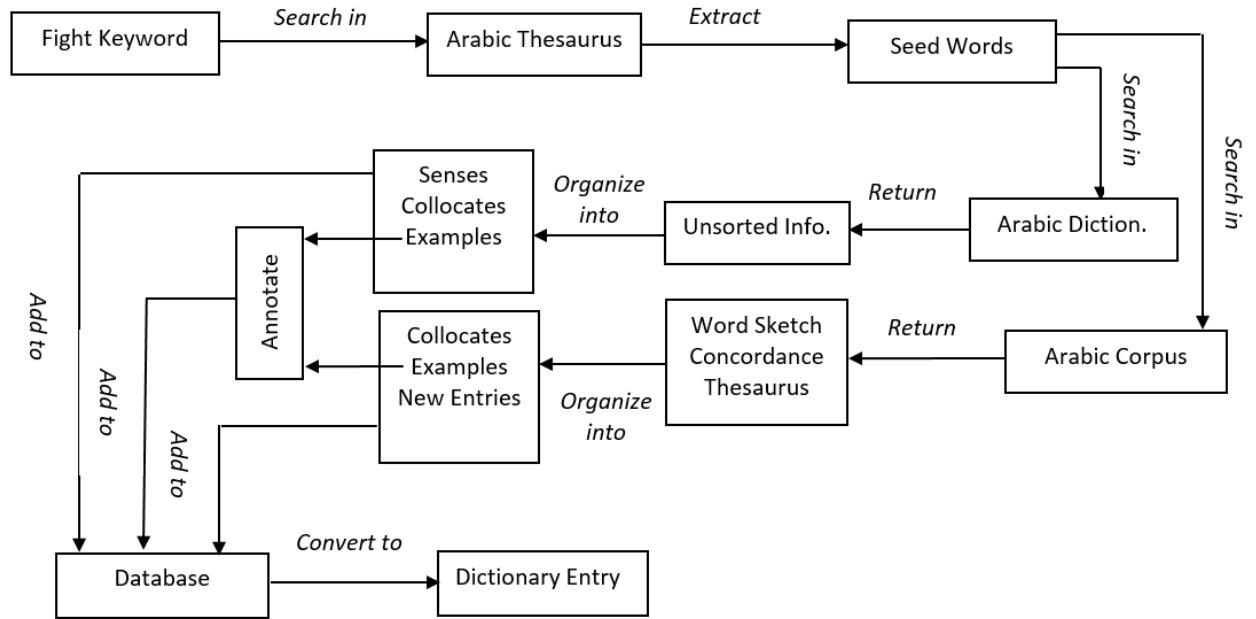 Fight Keyword
Search in
Arabic Thesaurus
Extract
Seed Words
Search in
Search in
Senses
Collocates
Examples
Organize
into
Unsorted Info.
Return
Arabic Diction.
Annotate
Collocates
Examples
New Entries
Organize
into
Word Sketch
Concordance
Thesaurus
Return
Arabic Corpus
Add to
Add to
Add to
Database
Convert to
Dictionary Entry